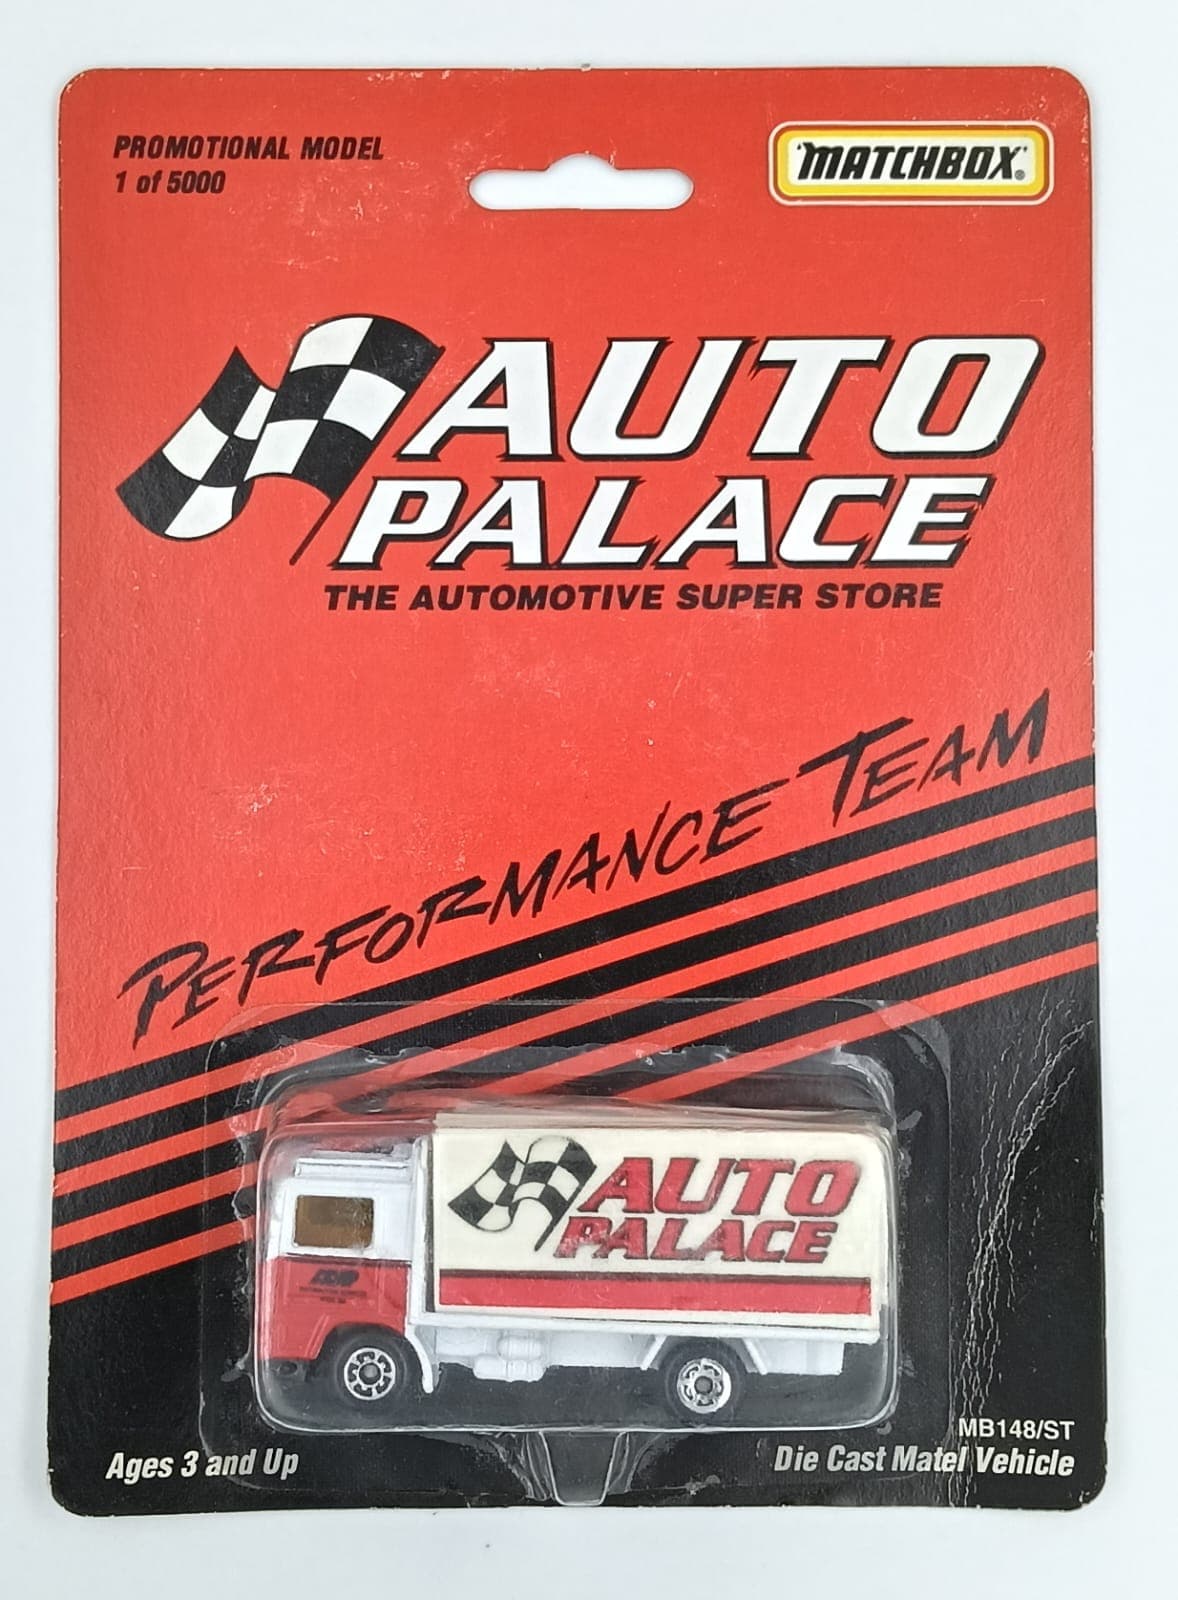 PROMOTIONAL MODEL
1 of 5000
"MATCHBOX"®
AUTO
PALACE
THE AUTOMOTIVE SUPER STORE
PERFORMANCE TEAM
AUTO
PALACE
MB148/ST
Ages 3 and Up
Die Cast Matel Vehicle